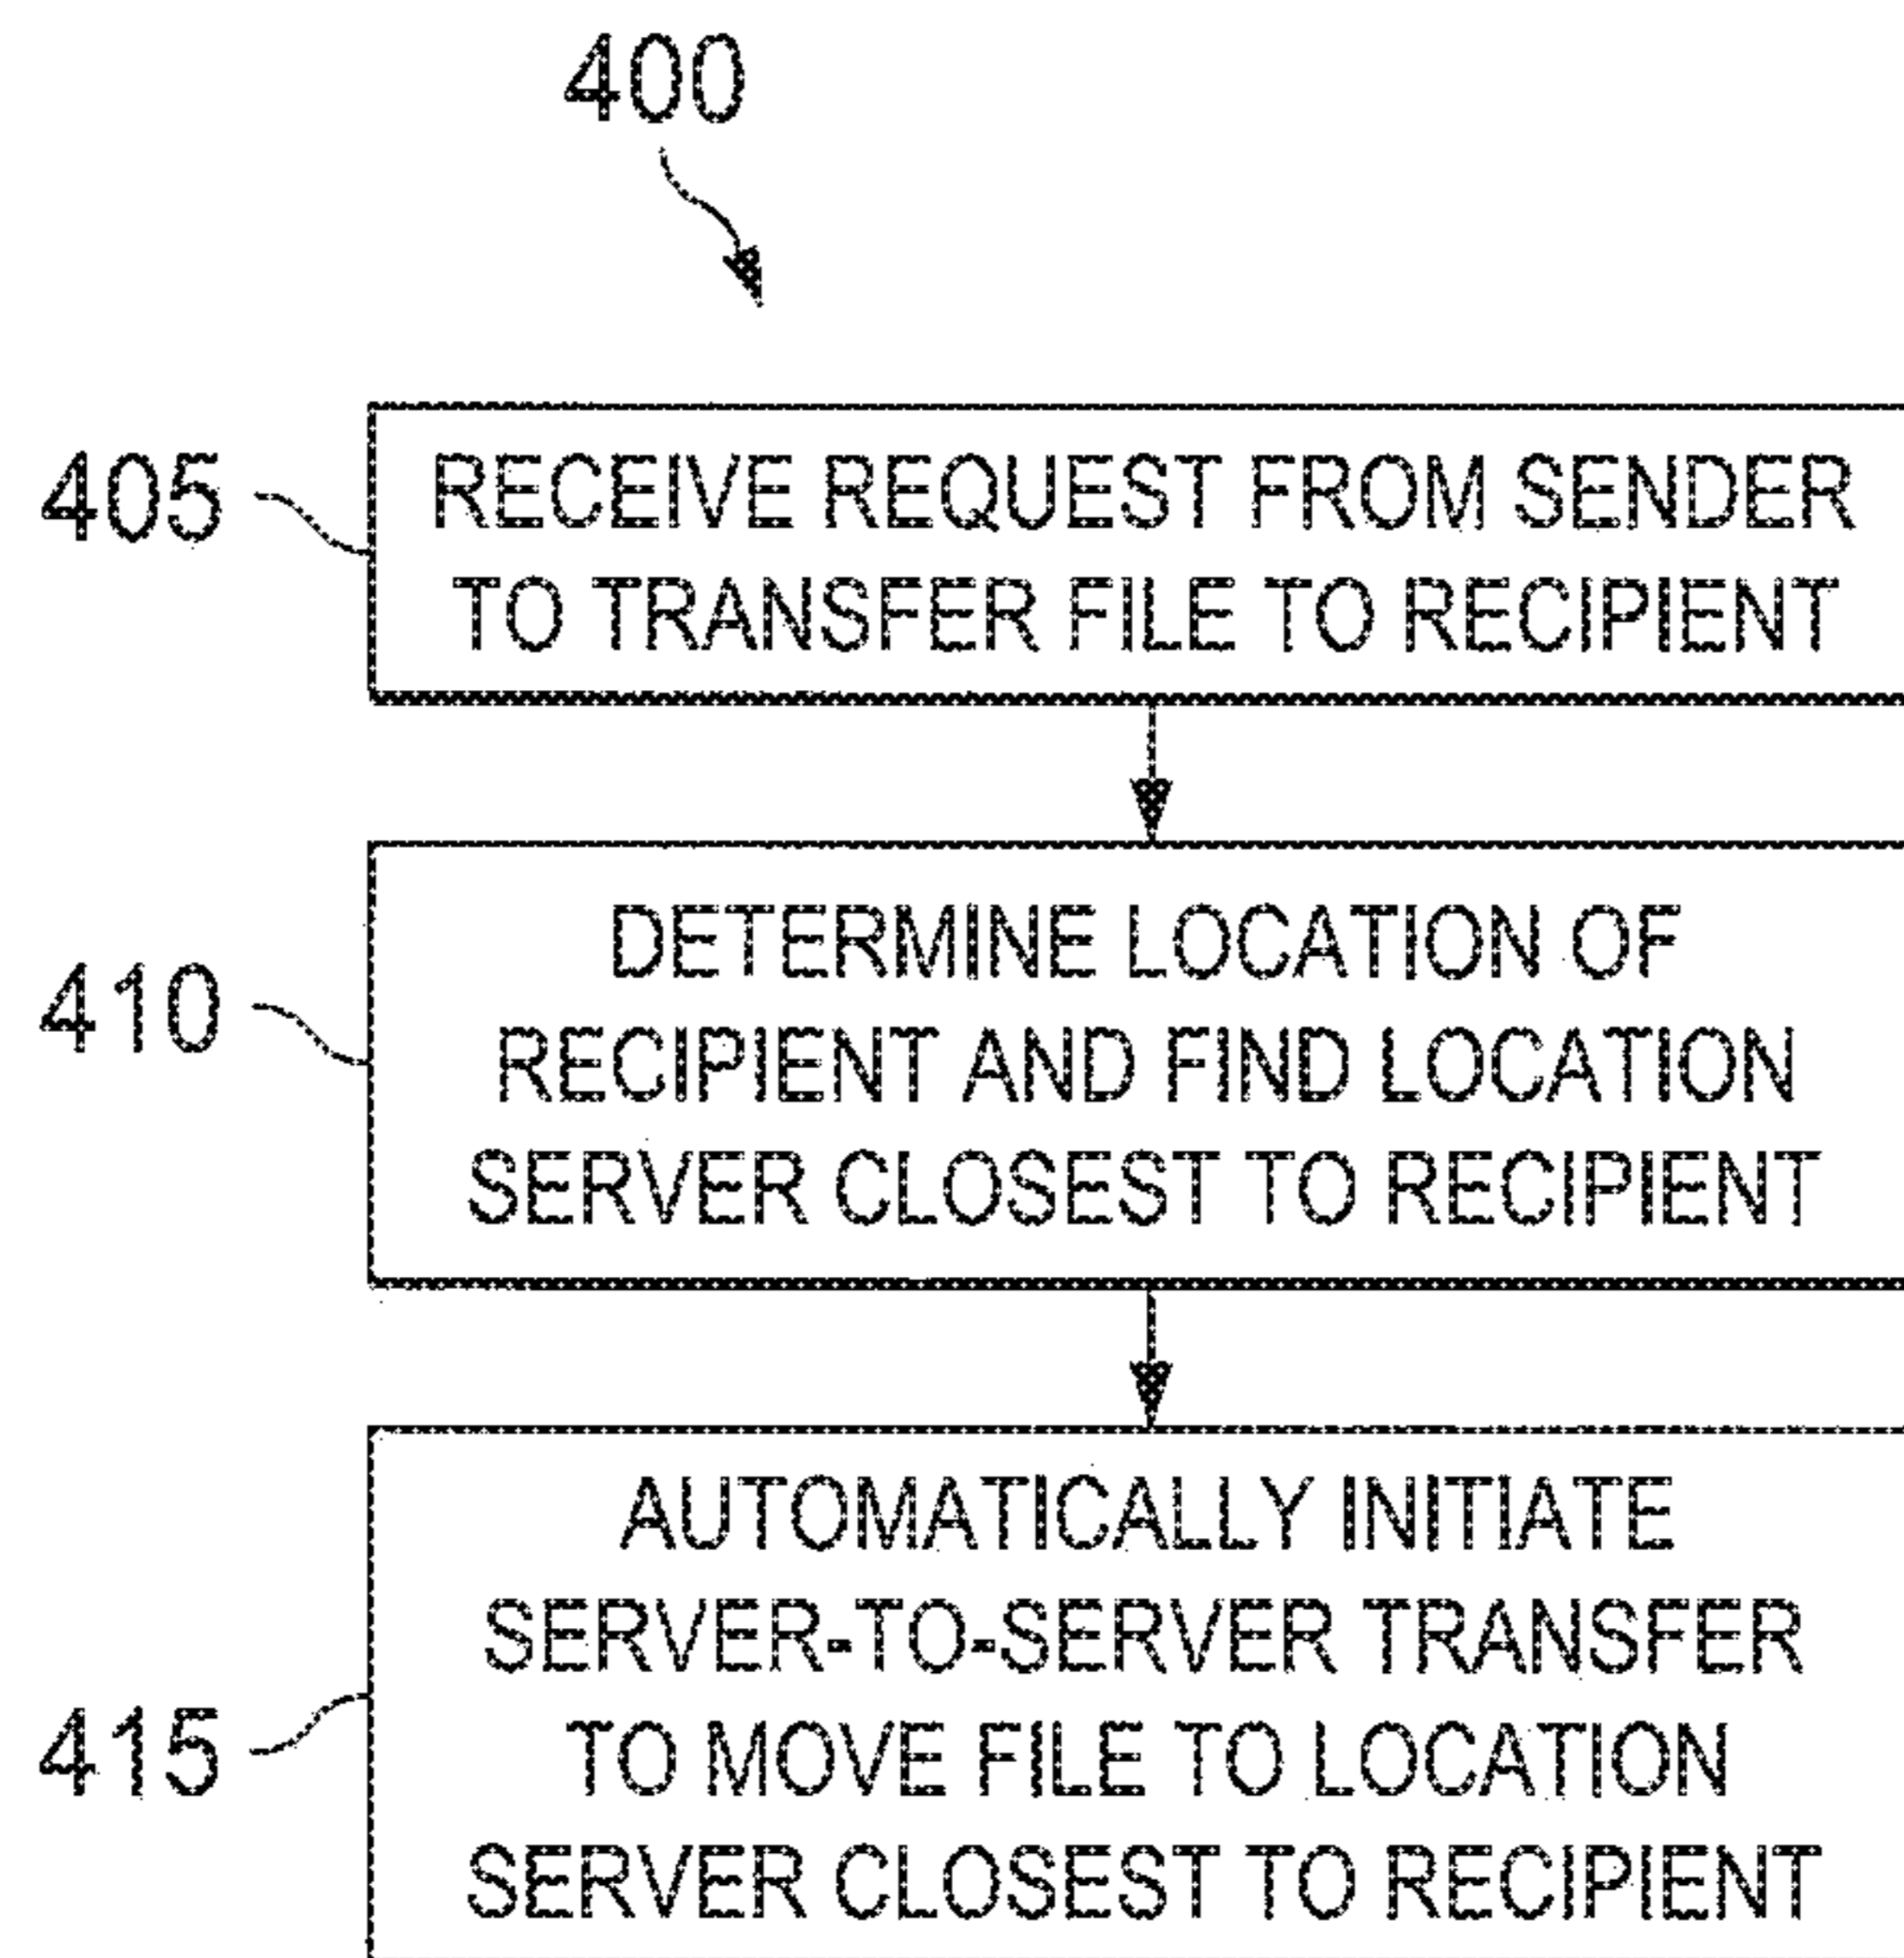 400
405
RECEIVE REQUEST FROM SENDER
TO TRANSFER FILE TO RECIPIENT
410
DETERMINE LOCATION OF
RECIPIENT AND FIND LOCATION
SERVER CLOSEST TO RECIPIENT
415
AUTOMATICALLY INITIATE
SERVER-TO-SERVER TRANSFER
TO MOVE FILE TO LOCATION
SERVER CLOSEST TO RECIPIENT